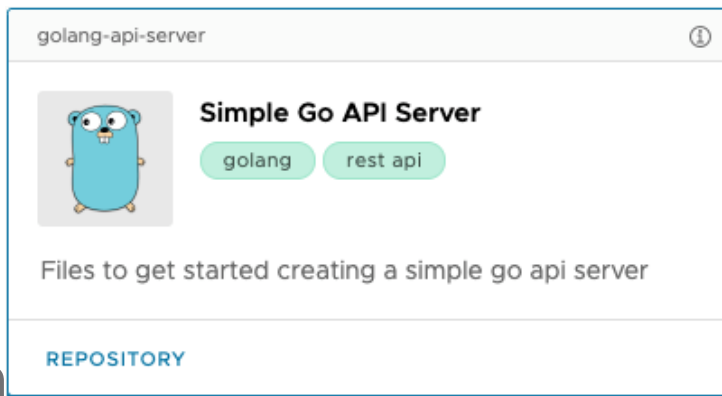 golang-api-server
Simple Go API Server
golang rest api
Files to get started creating a simple go api server
REPOSITORY